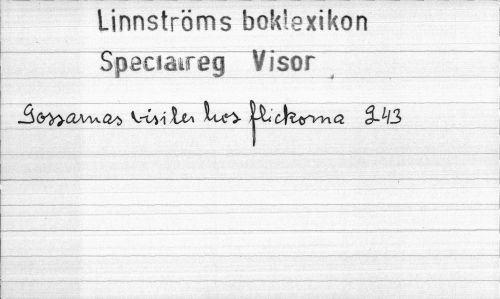 Linnströms boklexikon
Specialreg Visor
Gossarnas visiter hos flickorna 243